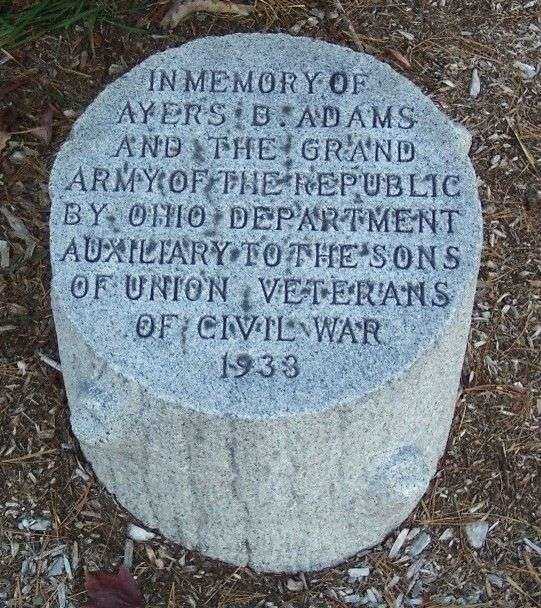 IN MEMORY OF
AYERS B. ADAMS
AND THE GRAND
ARMY OF THE REPUBLIC
BY OHIO DEPARTMENT
AUXILIARY TO THE SONS
OF UNION VETERANS
OF CIVIL WAR
1933